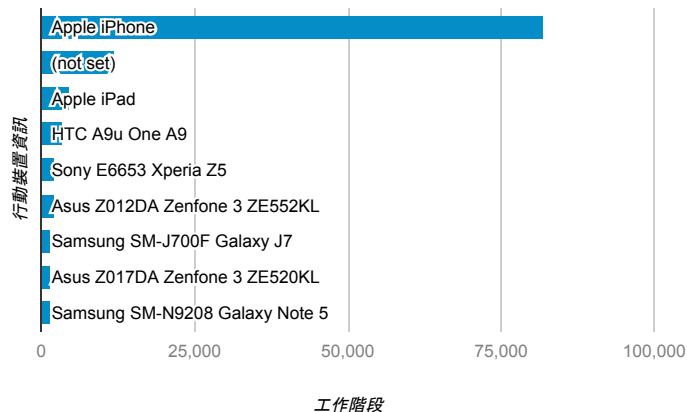 Apple iPhone
(not set)
Apple iPad
HTC A9u One A9
Sony E6653 Xperia Z5
Asus Z012DA Zenfone 3 ZE552KL
Samsung SM-J700F Galaxy J7
Asus Z017DA Zenfone 3 ZE520KL
Samsung SM-N9208 Galaxy Note 5
行動裝置資訊
0 25,000 50,000 75,000 100,000
工作階段